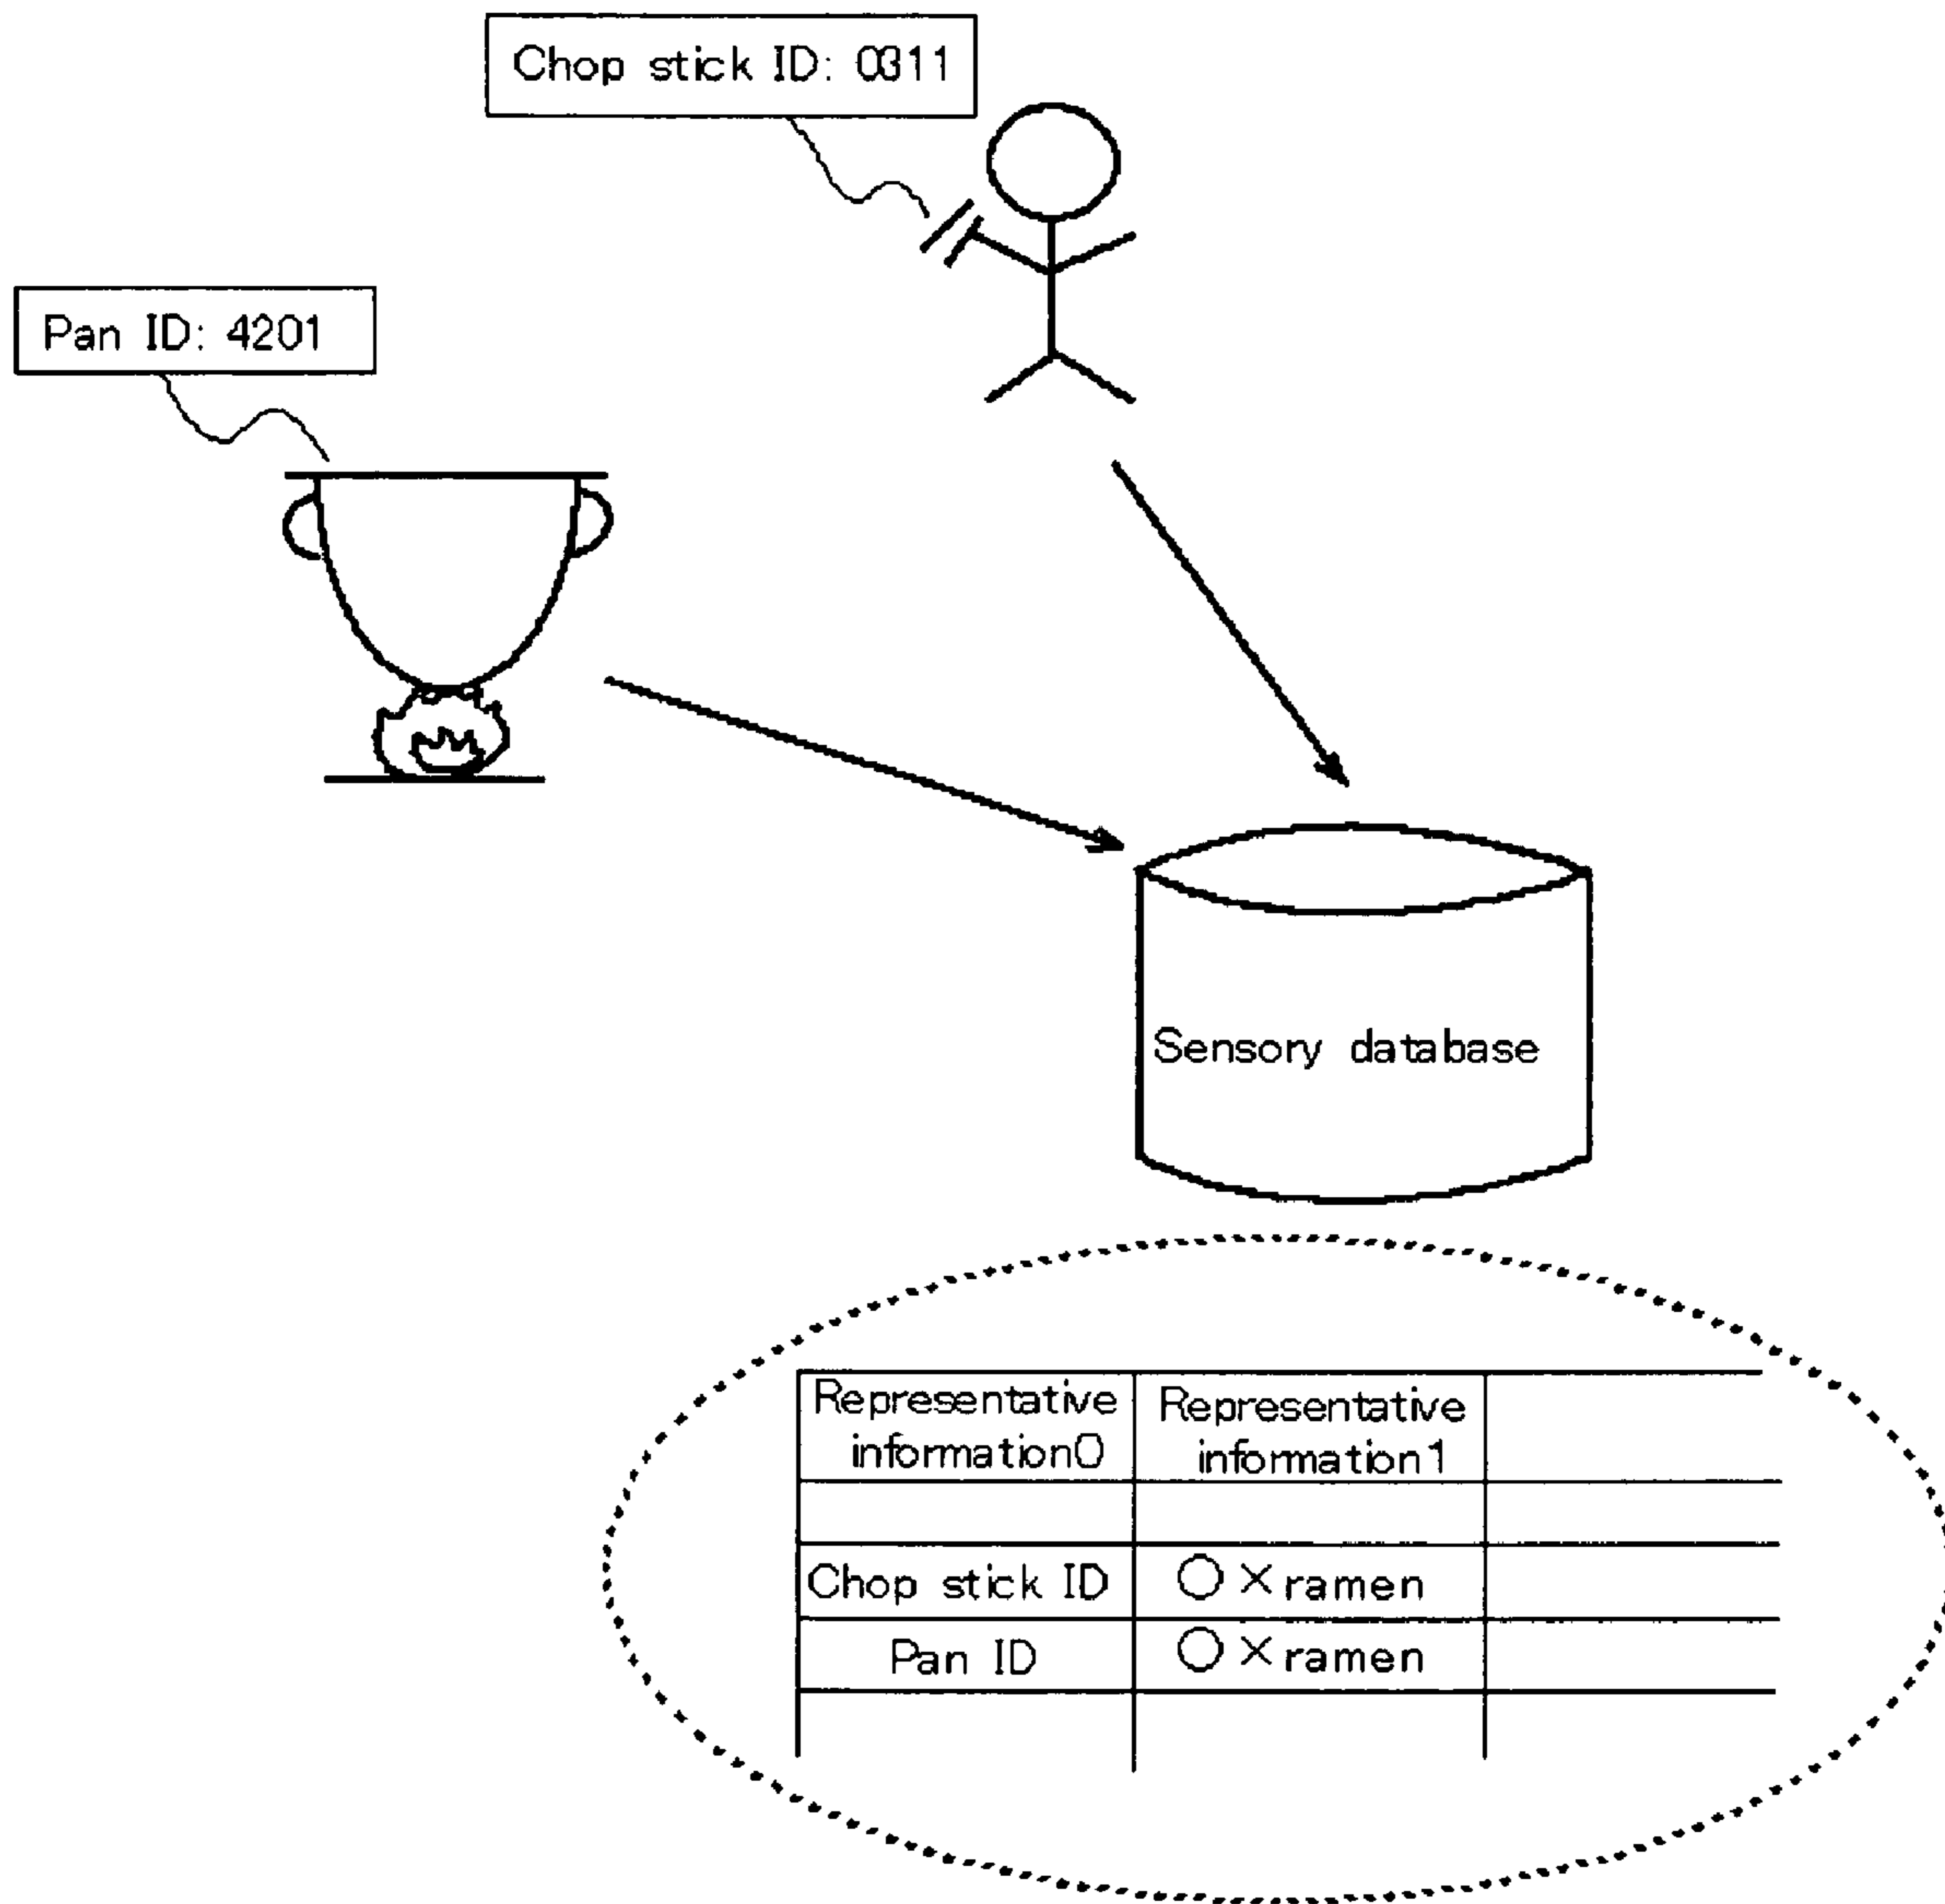 Chop stick ID: 0311
Pan ID: 4201
Sensory database
Representative information0
Representative information1
Chop stick ID ○×ramen
Pan ID ○×ramen